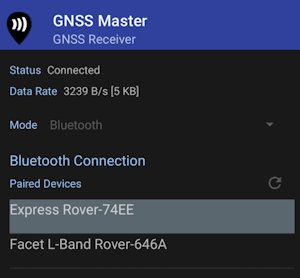 GNSS Master
GNSS Receiver
Status Connected
Data Rate 3239 B/s [5 KB]
Mode Bluetooth
Bluetooth Connection
Paired Devices
Express Rover-74EE
Facet L-Band Rover-646A